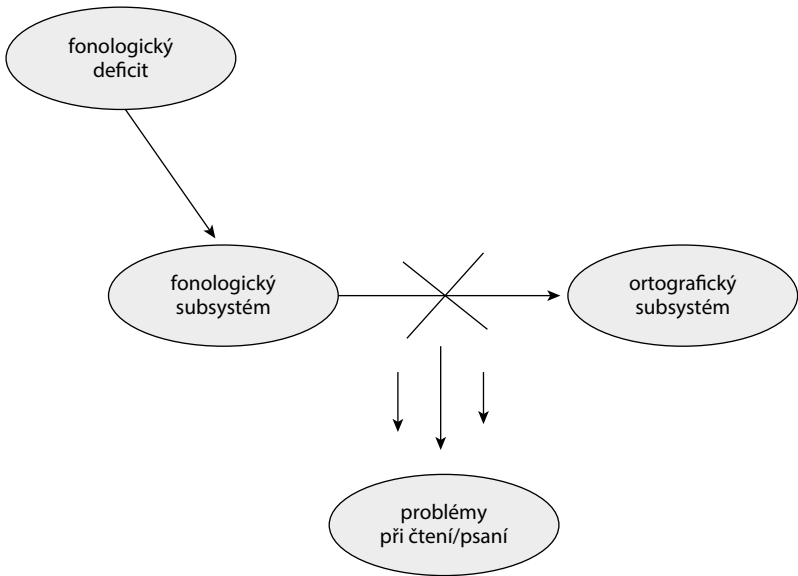 fonologický
deficit
fonologický
subsystém
ortografický
subsystém
problémy
při čtení/psaní